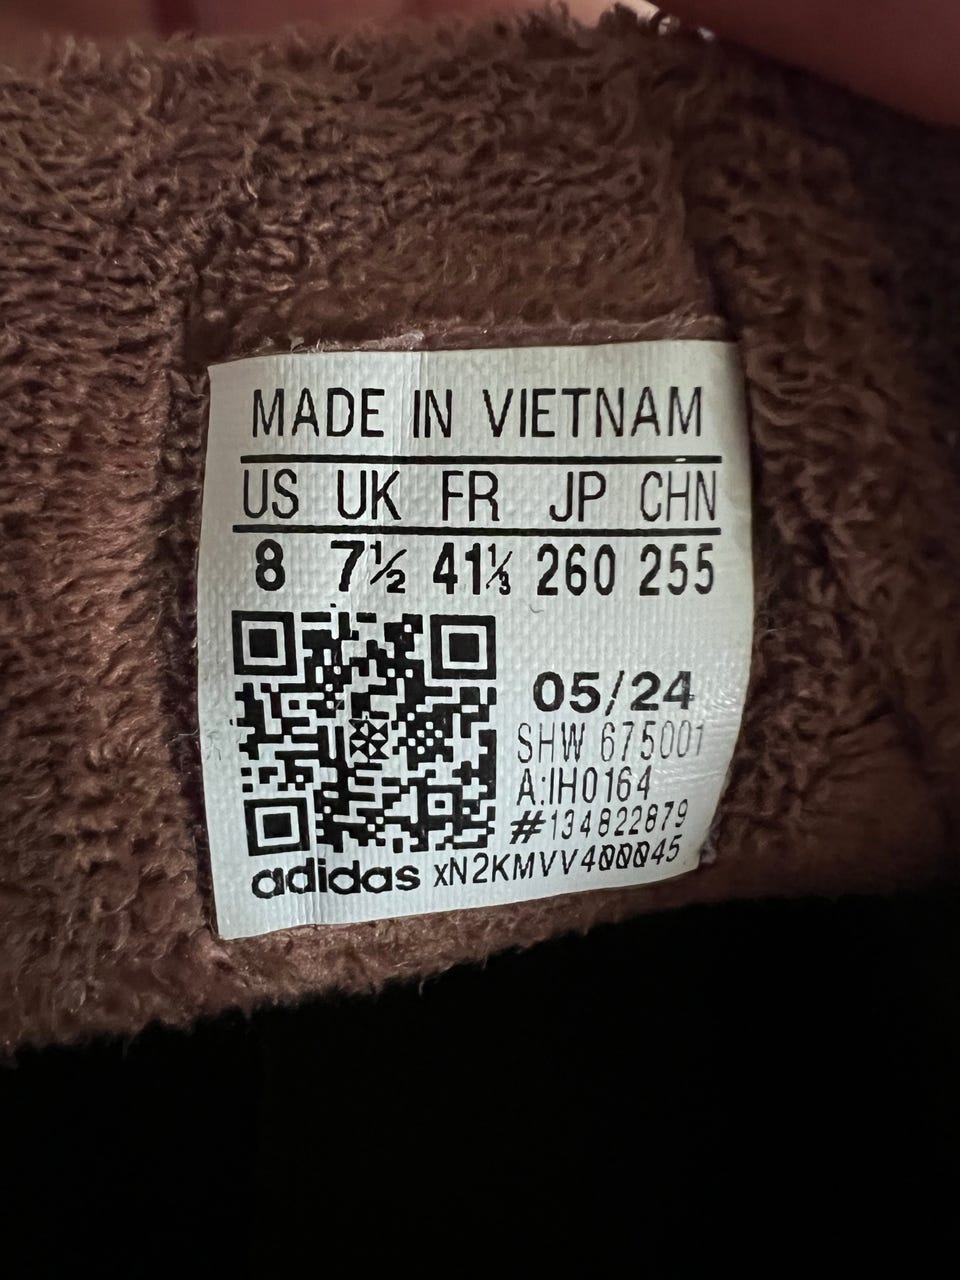 MADE IN VIETNAM
US UK FR JP CHN
8 7½ 41⅓ 260 255
05/24
SHW 675001
A:IH0164
#134822879
adidas xN2KMVV400045